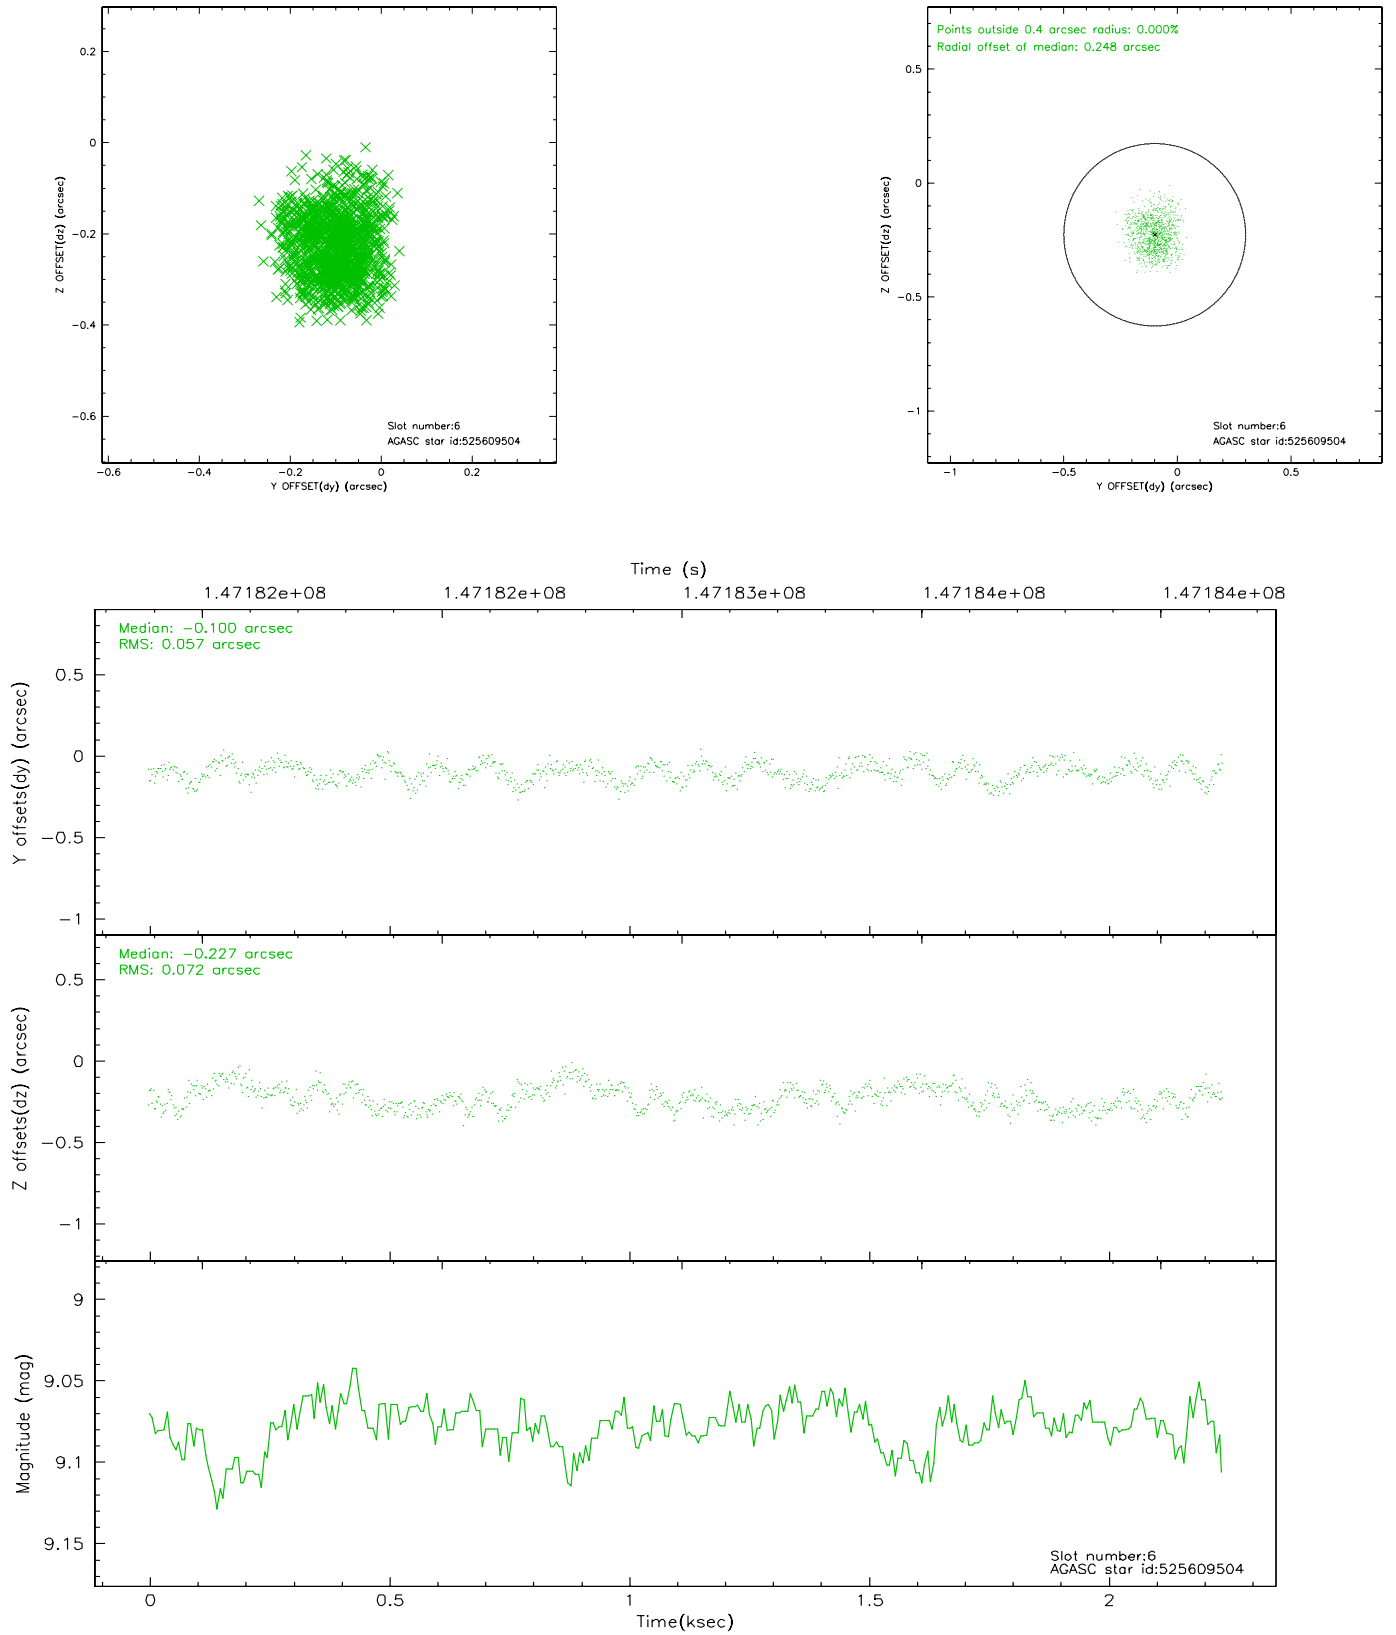 0.2
0
−0.2
−0.4
−0.6
Z OFFSET(dz) (arcsec)
Slot number:6
AGASC star id:525609504
−0.6 −0.4 −0.2 0 0.2
Y OFFSET(dy) (arcsec)
Points outside 0.4 arcsec radius: 0.000%
Radial offset of median: 0.248 arcsec
0.5
0
−0.5
−1
Z OFFSET(dz) (arcsec)
Slot number:6
AGASC star id:525609504
−1 −0.5 0 0.5
Y OFFSET(dy) (arcsec)
Time (s)
1.47182e+08 1.47182e+08 1.47183e+08 1.47184e+08 1.47184e+08
Median: −0.100 arcsec
RMS: 0.057 arcsec
0.5
0
−0.5
−1
Y offsets(dy) (arcsec)
Median: −0.227 arcsec
RMS: 0.072 arcsec
0.5
0
−0.5
−1
Z offsets(dz) (arcsec)
9
9.05
9.1
9.15
Magnitude (mag)
Slot number:6
AGASC star id:525609504
0 0.5 1 1.5 2
Time(ksec)